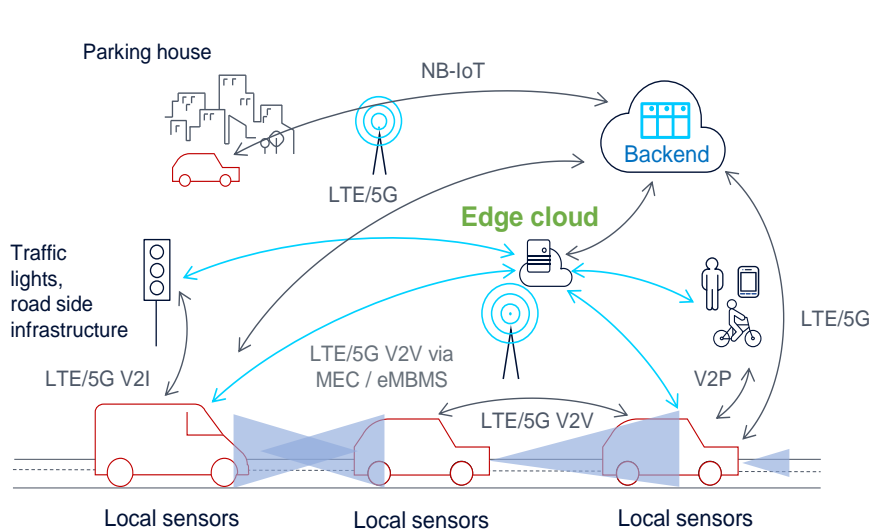 Parking house
NB-IoT
Backend
LTE/5G
Edge cloud
Traffic
lights,
road side
infrastructure
LTE/5G
LTE/5G V2V via
MEC / eMBMS
LTE/5G V2I
V2P
LTE/5G V2V
Local sensors
Local sensors
Local sensors